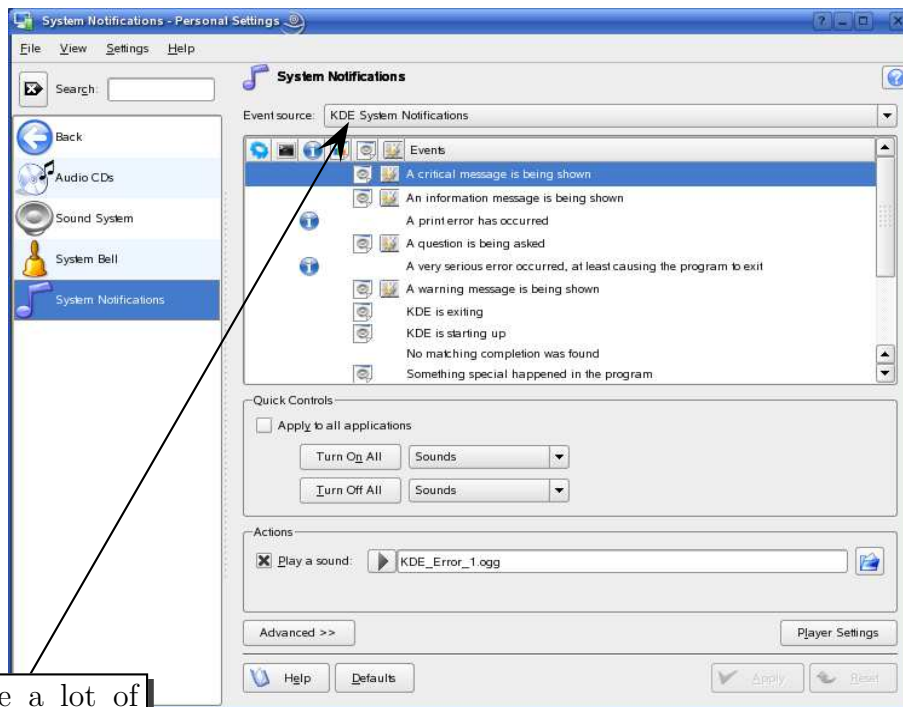 System Notifications - Personal Settings
File View Settings Help
Search:
Back
Audio CDs
Sound System
System Bell
System Notifications
System Notifications
Event source: KDE System Notifications
Events
A critical message is being shown
An information message is being shown
A print error has occurred
A question is being asked
A very serious error occurred, at least causing the program to exit
A warning message is being shown
KDE is exiting
KDE is starting up
No matching completion was found
Something special happened in the program
Quick Controls
Apply to all applications
Turn On All Sounds
Turn Off All Sounds
Actions
Play a sound: KDE_Error_1.ogg
Advanced >> Player Settings
Help Defaults Apply Reset
a lot of